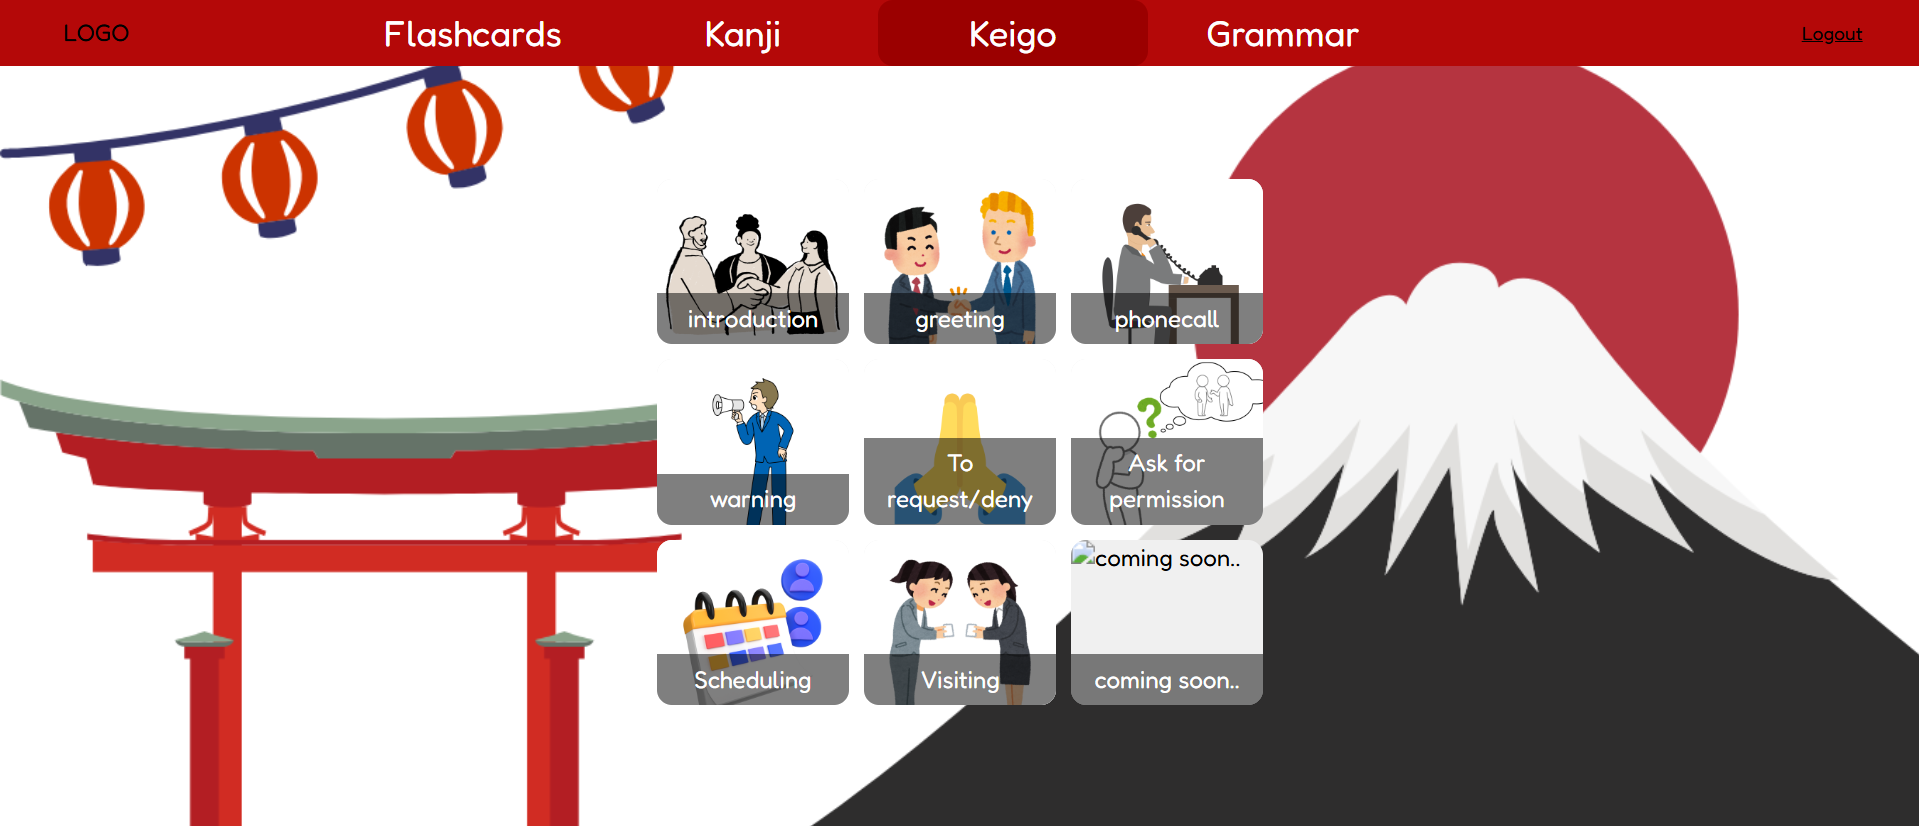 LOGO
Flashcards
Kanji
Keigo
Grammar
Logout
introduction
greeting
phonecall
warning
To
request/deny
?
Ask for
permission
Scheduling
Visiting
coming soon..
coming soon..